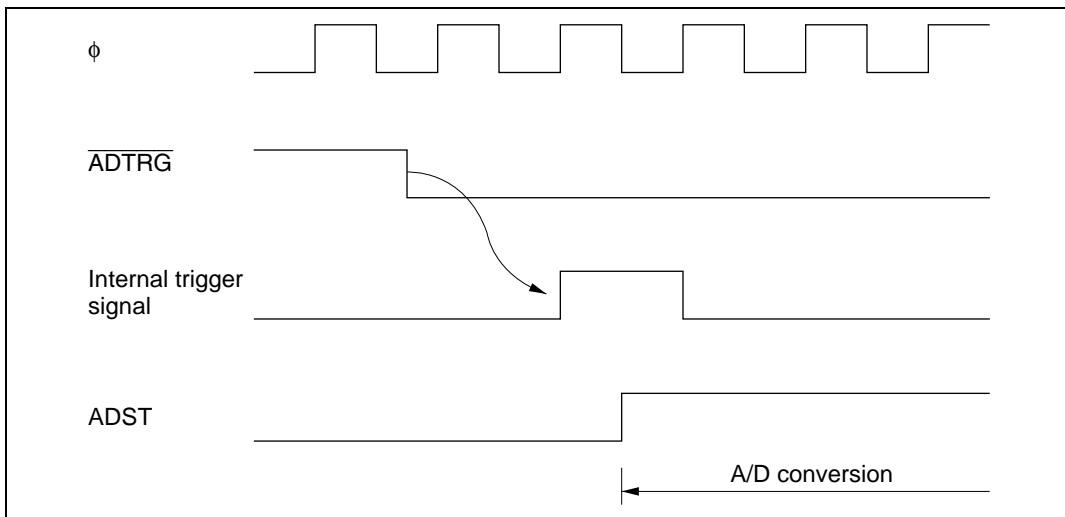 ϕ
ADTRG
Internal trigger
signal
ADST
A/D conversion